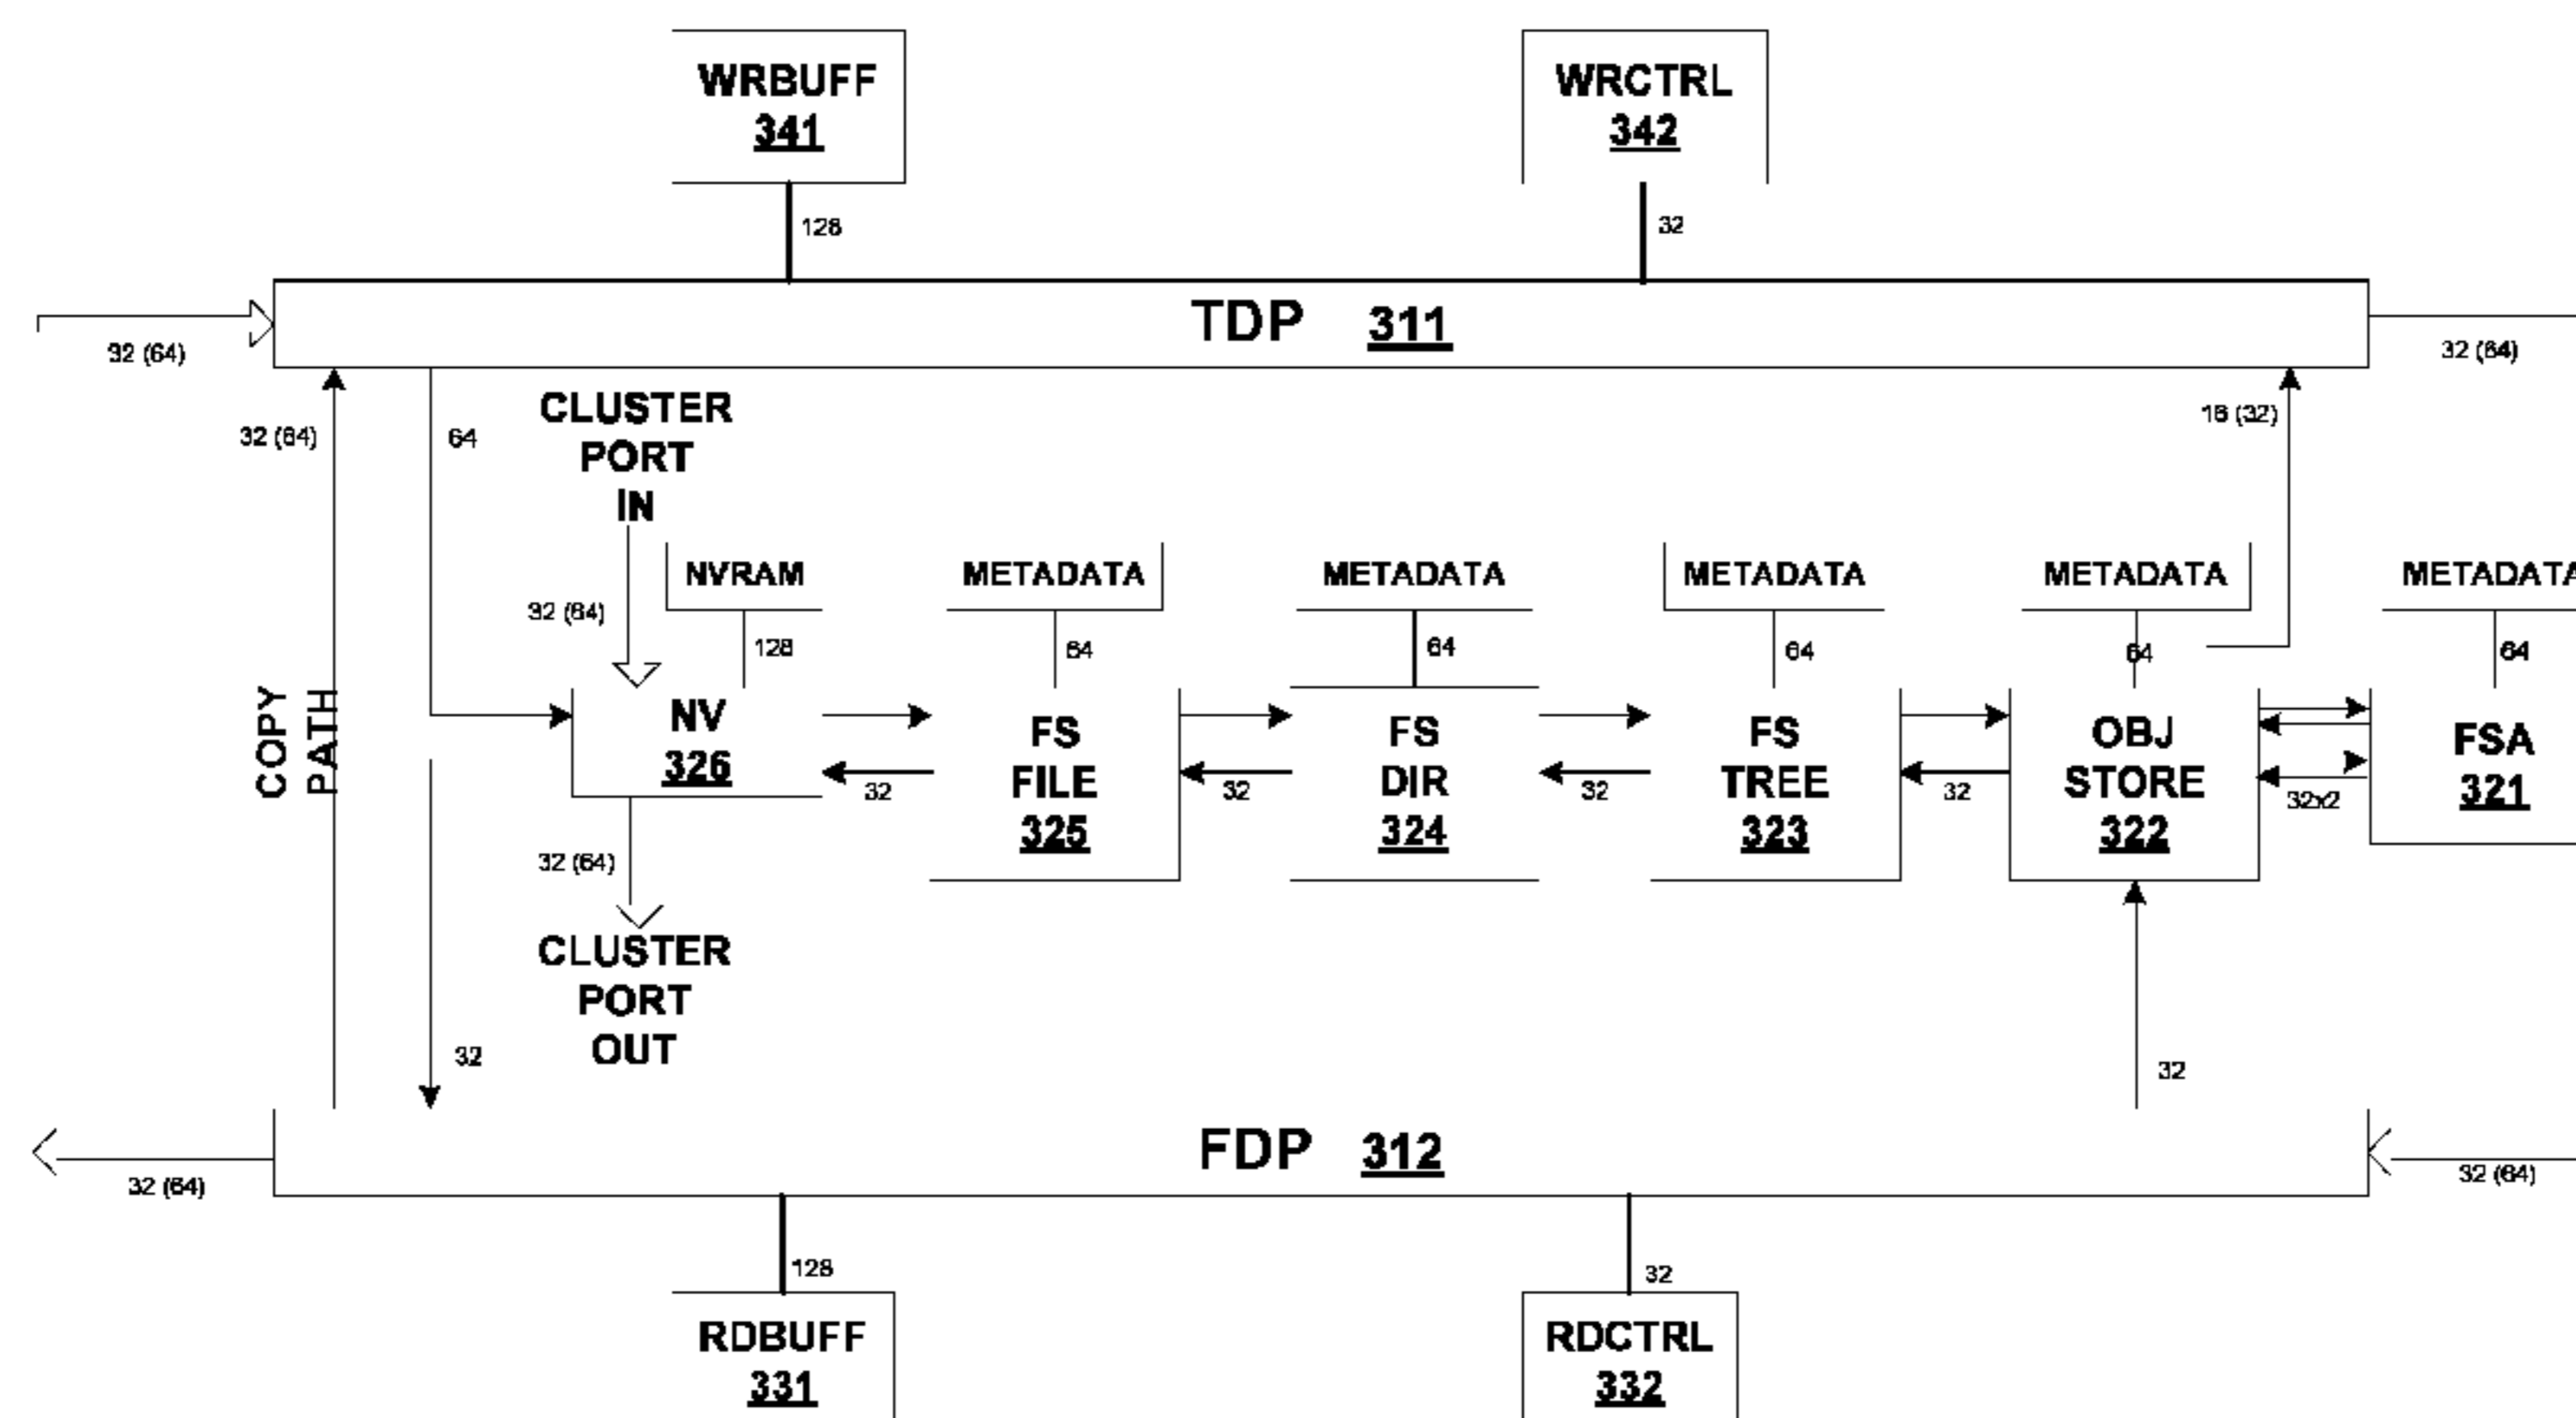 WRBUFF
341
WRCTRL
342
128
32
TDP 311
32 (64)
32 (64)
32 (64)
64
CLUSTER
PORT
IN
16 (32)
NVRAM
METADATA
METADATA
METADATA
METADATA
METADATA
32 (64)
128
64
64
64
64
64
COPY
PATH
NV
326
FS
FILE
325
FS
DIR
324
FS
TREE
323
OBJ
STORE
322
FSA
321
32
32
32
32
32x2
32 (64)
CLUSTER
PORT
OUT
32
32
FDP 312
32 (64)
32 (64)
128
32
RDBUFF
331
RDCTRL
332